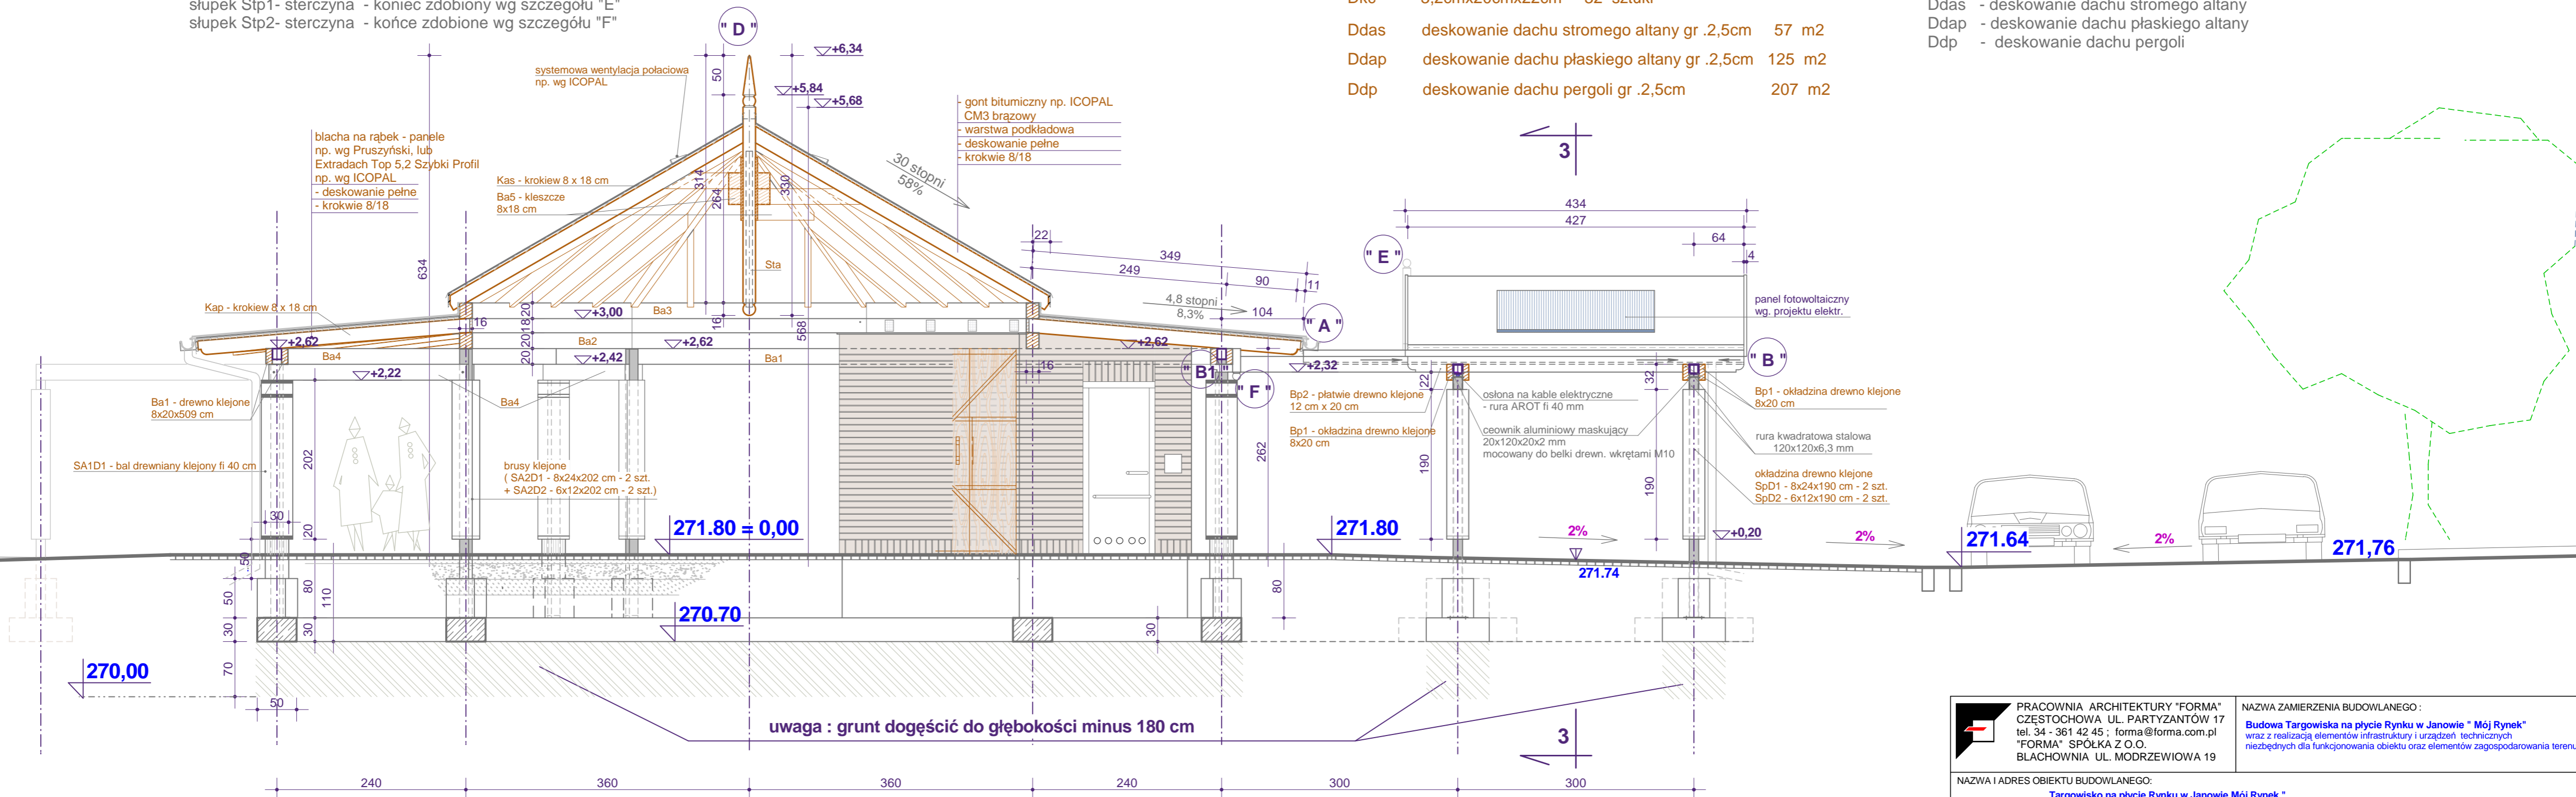 słupek Stp1- sterczyna - koniec zdobiony wg szczegółu "E"
słupek Stp2- sterczyna - końce zdobione wg szczegółu "F"
Ddas deskowanie dachu stromego altany gr .2,5cm 57 m2
Ddap deskowanie dachu płaskiego altany gr .2,5cm 125 m2
Ddp deskowanie dachu pergoli gr .2,5cm 207 m2
Ddas - deskowanie dachu stromego altany
Ddap - deskowanie dachu płaskiego altany
Ddp - deskowanie dachu pergoli
" D "
+6,34
+5,84
+5,68
50
systemowa wentylacja połaciowa
np. wg ICOPAL
- gont bitumiczny np. ICOPAL
CM3 brązowy
- warstwa podkładowa
- deskowanie pełne
- krokwie 8/18
blacha na rąbek - panele
np. wg Pruszyński, lub
Extradach Top 5,2 Szybki Profil
np. wg ICOPAL
- deskowanie pełne
- krokwie 8/18
Kas - krokiew 8 x 18 cm
Ba5 - kleszcze
8x18 cm
314
264
330
30 stopni
58%
3
634
Sta
22
349
249
90
11
4,8 stopni
8,3%
104
" E "
434
427
64
4
panel fotowoltaiczny
wg. projektu elektr.
Kap - krokiew 8 x 18 cm
16
20
18
20
20
+3,00
Ba3
16
568
" A "
+2,62
Ba4
Ba2
+2,42
+2,62
Ba1
+2,62
16
" B1 "
" F "
+2,32
" B "
+2,22
Ba4
Ba1 - drewno klejone
8x20x509 cm
Bp2 - płatwie drewno klejone
12 cm x 20 cm
Bp1 - okładzina drewno klejone
8x20 cm
22
osłona na kable elektryczne
- rura AROT fi 40 mm
ceownik aluminiowy maskujący
20x120x20x2 mm
mocowany do belki drewn. wkrętami M10
32
Bp1 - okładzina drewno klejone
8x20 cm
rura kwadratowa stalowa
120x120x6,3 mm
okładzina drewno klejone
SpD1 - 8x24x190 cm - 2 szt.
SpD2 - 6x12x190 cm - 2 szt.
SA1D1 - bal drewniany klejony fi 40 cm
202
brusy klejone
( SA2D1 - 8x24x202 cm - 2 szt.
+ SA2D2 - 6x12x202 cm - 2 szt.)
262
190
190
30
20
271.80 = 0,00
271.80
2%
+0,20
2%
271.64
2%
271,76
271.74
50
50
80
110
80
30
30
30
270.70
70
270,00
50
uwaga : grunt dogęścić do głębokości minus 180 cm
3
240
360
360
240
300
300
PRACOWNIA ARCHITEKTURY "FORMA"
CZĘSTOCHOWA UL. PARTYZANTÓW 17
tel. 34 - 361 42 45 ; forma@forma.com.pl
"FORMA" SPÓŁKA Z O.O.
BLACHOWNIA UL. MODRZEWIOWA 19
NAZWA ZAMIERZENIA BUDOWLANEGO :
Budowa Targowiska na płycie Rynku w Janowie " Mój Rynek"
wraz z realizacją elementów infrastruktury i urządzeń technicznych
niezbędnych dla funkcjonowania obiektu oraz elementów zagospodarowania terenu
NAZWA I ADRES OBIEKTU BUDOWLANEGO:
Targowisko na płycie Rynku w Janowie Mój Rynek "